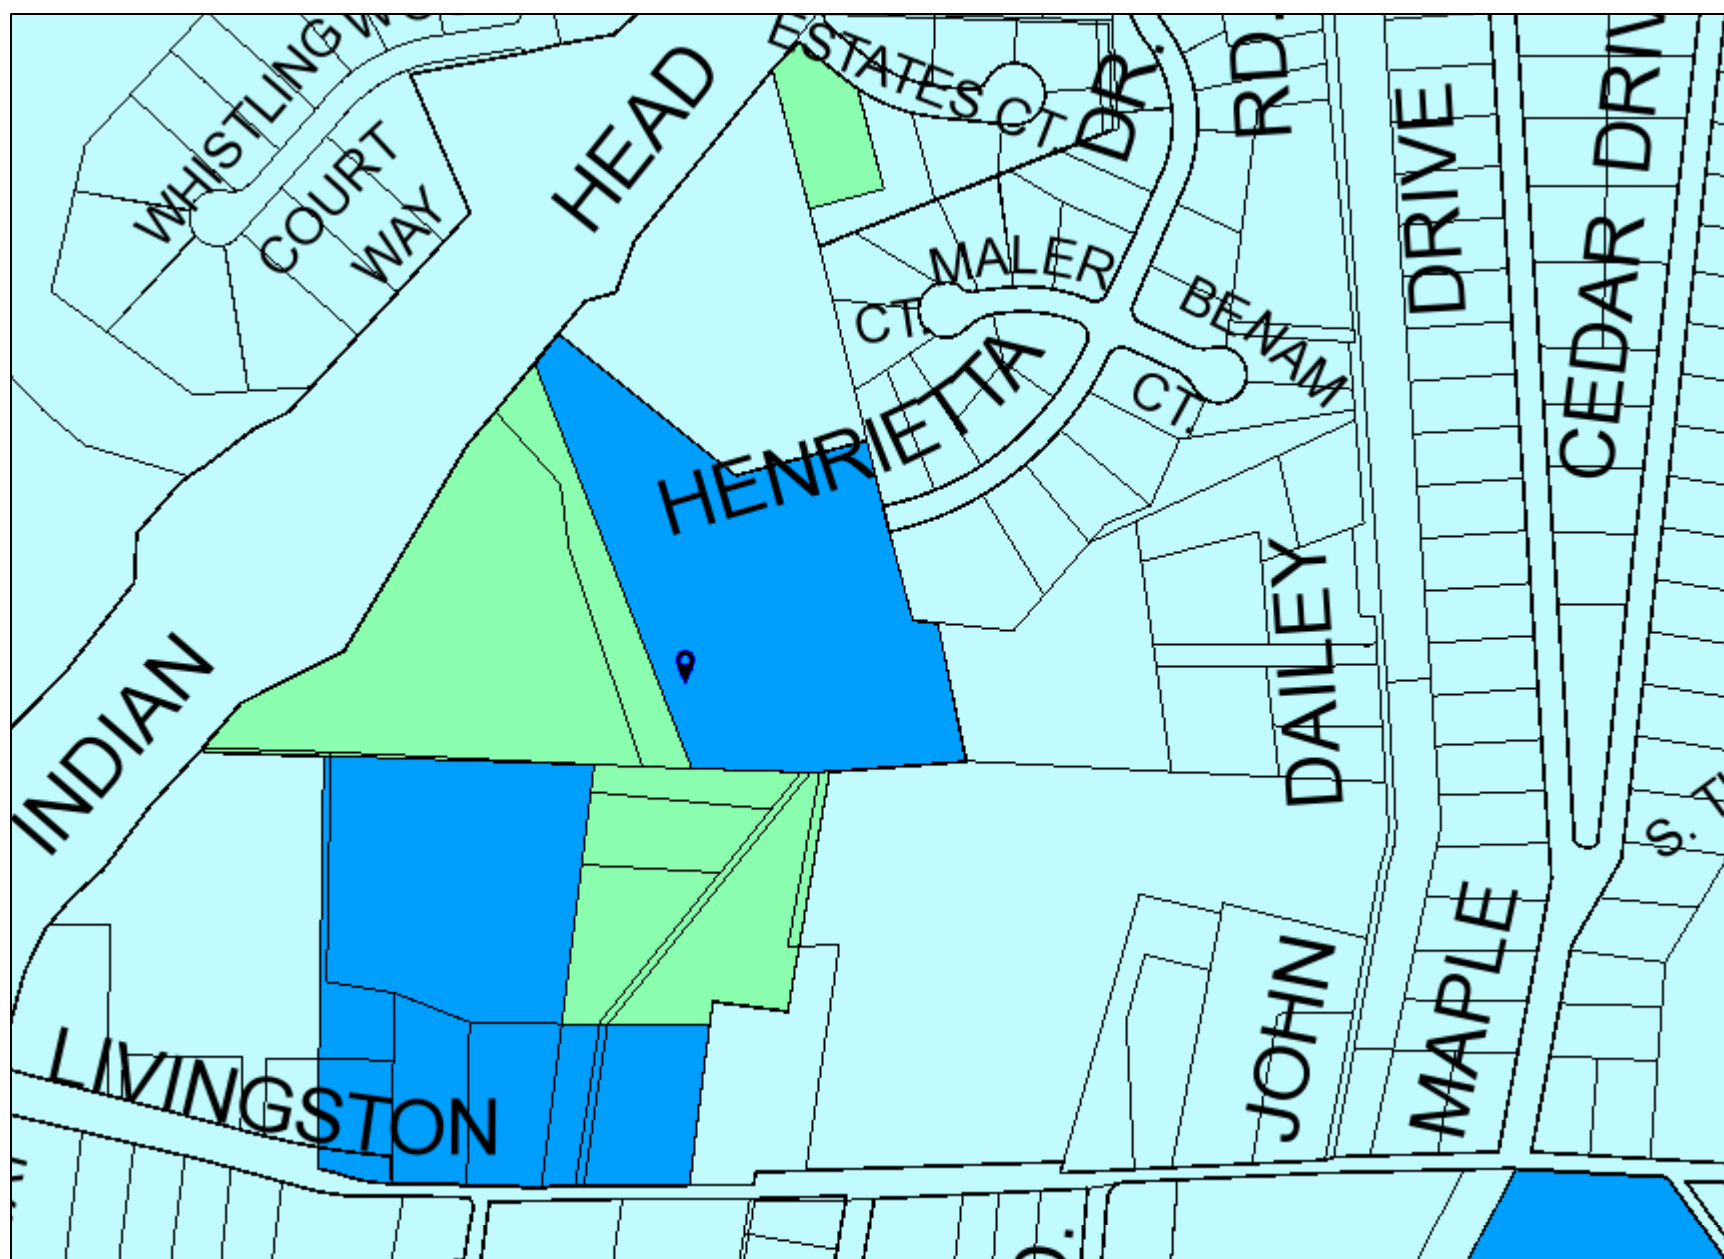 WHISTLING
COURT
WAY
HEAD
ESTATES CT.
DR.
RD.
DRIVE
CEDAR DRIV
MALER
CT.
BENAM
CT.
HENRIETTA
DAILEY
INDIAN
S.
MAPLE
JOHN
LIVINGSTON